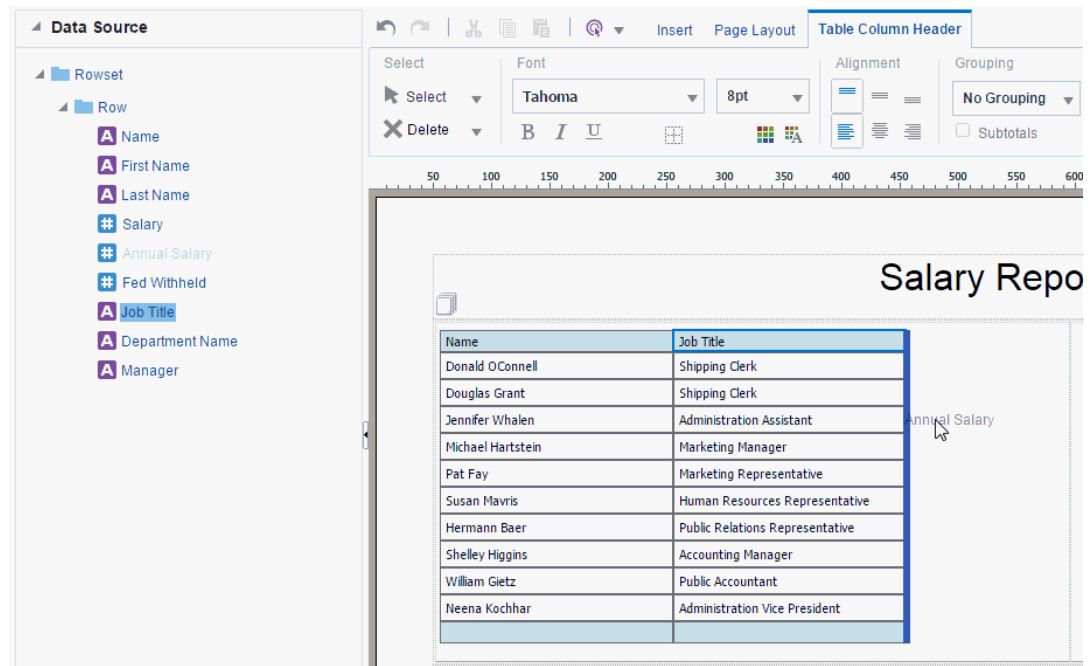 Data Source
Rowset
Row
A Name
A First Name
A Last Name
# Salary
# Annual Salary
# Fed Withheld
A Job Title
A Department Name
A Manager
Insert Page Layout Table Column Header
Select Font Alignment Grouping
Select Tahoma 8pt No Grouping
Delete B I U Subtotals
50 100 150 200 250 300 350 400 450 500 550 600
Salary Repo
Name Job Title
Donald OConnell Shipping Clerk
Douglas Grant Shipping Clerk
Jennifer Whalen Administration Assistant Annual Salary
Michael Hartstein Marketing Manager
Pat Fay Marketing Representative
Susan Mavris Human Resources Representative
Hermann Baer Public Relations Representative
Shelley Higgins Accounting Manager
William Gietz Public Accountant
Neena Kochhar Administration Vice President